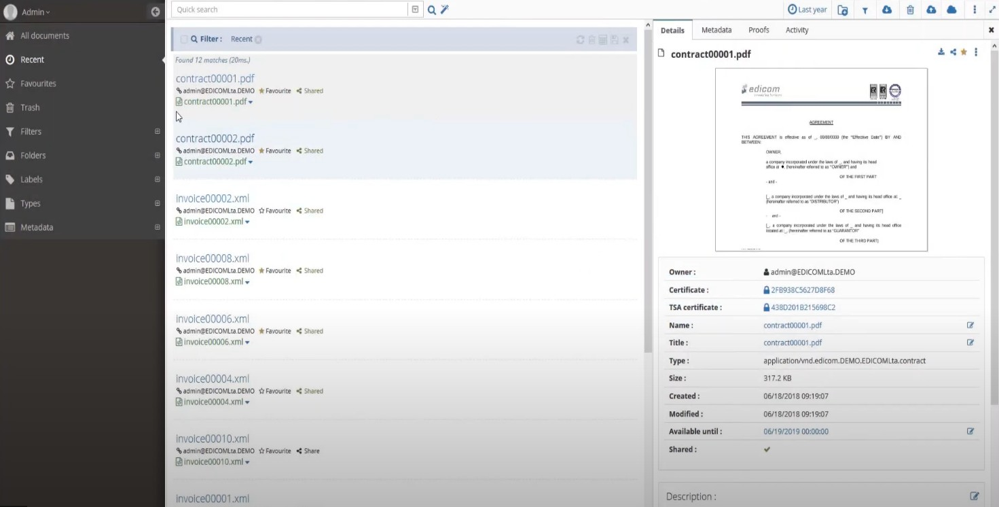 Admin
Quick search
Last year
All documents
Recent
Favourites
Trash
Filters
Folders
Labels
Types
Metadata
Filter : Recent
Found 12 matches (20ms.)
contract00001.pdf
admin@EDICOMLta.DEMO Favourite Shared
contract00001.pdf
contract00002.pdf
admin@EDICOMLta.DEMO Favourite Shared
contract00002.pdf
invoice00002.xml
admin@EDICOMLta.DEMO Favourite Shared
invoice00002.xml
invoice00008.xml
admin@EDICOMLta.DEMO Favourite Shared
invoice00008.xml
invoice00006.xml
admin@EDICOMLta.DEMO Favourite Shared
invoice00006.xml
invoice00004.xml
admin@EDICOMLta.DEMO Favourite Shared
invoice00004.xml
invoice00010.xml
admin@EDICOMLta.DEMO Favourite Share
invoice00010.xml
invoice00001.xml
Details Metadata Proofs Activity
contract00001.pdf
edicom
AGREEMENT
THIS AGREEMENT is effective as of _, 00/00/0000 (the "Effective Date") BY AND
BETWEEN:
OWNER,
a company incorporated under the laws of _ and having its head
office at ●, (hereinafter referred to as "OWNER") and
OF THE FIRST PART
- and -
[_, a company incorporated under the laws of _ and having its head office at: _
(hereinafter referred to as "DISTRIBUTOR")
OF THE SECOND PART]
- and -
[_, a company incorporated under the laws of _ and having its head office
located at :_, (hereinafter referred to as "GUARANTOR"
OF THE THIRD PART]
Owner : admin@EDICOMLta.DEMO
Certificate : 2FB938C5627D8F68
TSA certificate : 438D201B215698C2
Name : contract00001.pdf
Title : contract00001.pdf
Type : application/vnd.edicom.DEMO.EDICOMLta.contract
Size : 317.2 KB
Created : 06/18/2018 09:19:07
Modified : 06/18/2018 09:19:07
Available until : 06/19/2019 00:00:00
Shared :
Description :